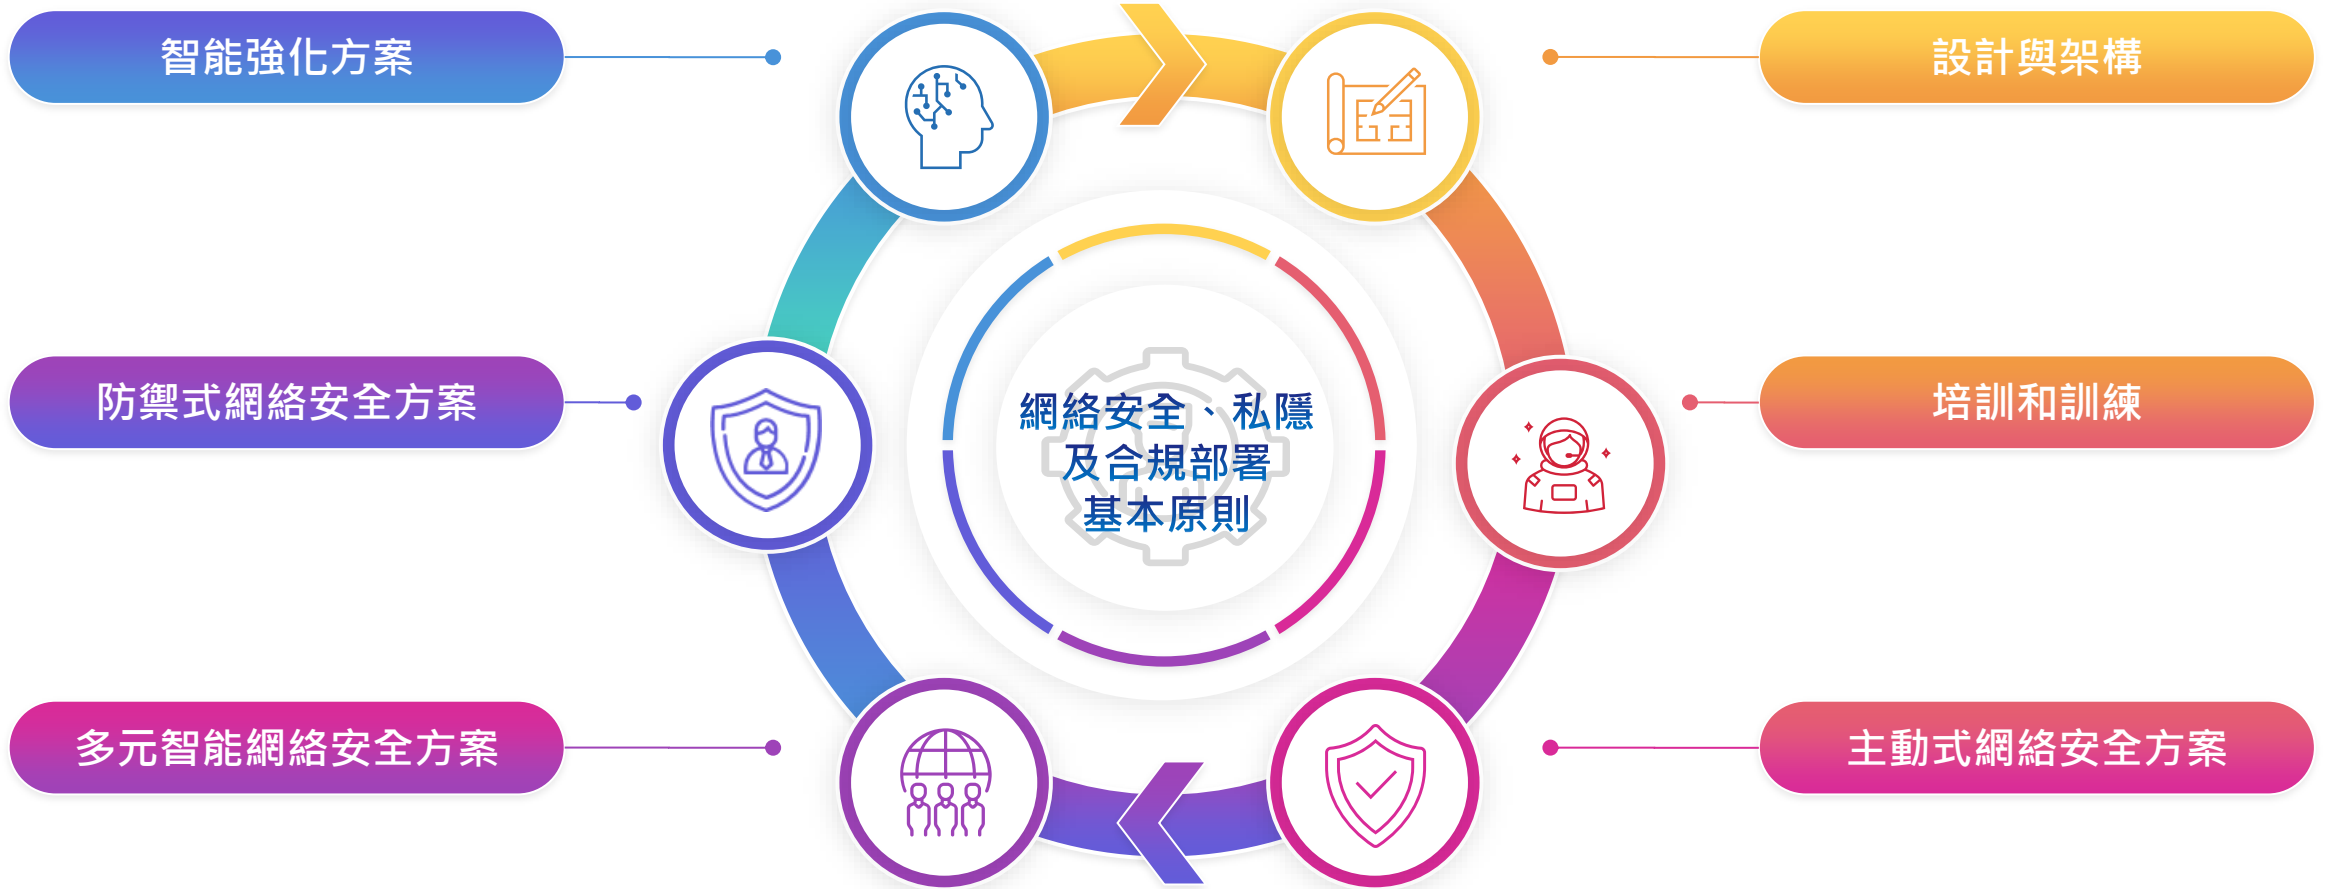 智能強化方案
設計與架構
防禦式網絡安全方案
網絡安全、私隱
及合規部署
基本原則
培訓和訓練
多元智能網絡安全方案
主動式網絡安全方案